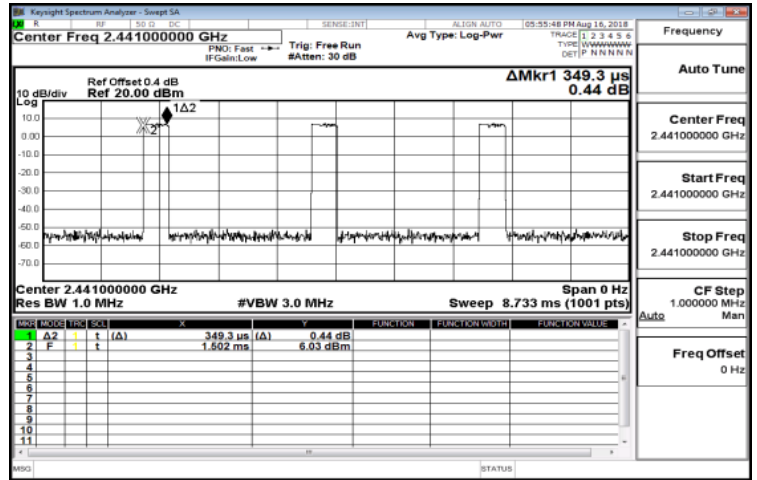 Keysight Spectrum Analyzer - Swept SA
R RF 50 Ω DC SENSE:INT ALIGN AUTO 05:55:48 PM Aug 16, 2018
Center Freq 2.441000000 GHz
PNO: Fast
IFGain:Low
Trig: Free Run
#Atten: 30 dB
Avg Type: Log-Pwr
TRACE 1 2 3 4 5 6
TYPE WWWWWW
DET P N N N N N
Frequency
Auto Tune
Center Freq
2.441000000 GHz
Start Freq
2.441000000 GHz
Stop Freq
2.441000000 GHz
CF Step
1.000000 MHz
Auto Man
Freq Offset
0 Hz
ΔMkr1 349.3 µs
0.44 dB
Ref Offset 0.4 dB
10 dB/div Ref 20.00 dBm
Log
10.0
0.00
-10.0
-20.0
-30.0
-40.0
-50.0
-60.0
-70.0
1Δ2
2
Center 2.441000000 GHz Span 0 Hz
Res BW 1.0 MHz #VBW 3.0 MHz Sweep 8.733 ms (1001 pts)
MKR MODE TRC SCL X Y FUNCTION FUNCTION WIDTH FUNCTION VALUE
1 Δ2 1 t (Δ) 349.3 µs (Δ) 0.44 dB
2 F 1 t 1.502 ms 6.03 dBm
3
4
5
6
7
8
9
10
11
MSG STATUS